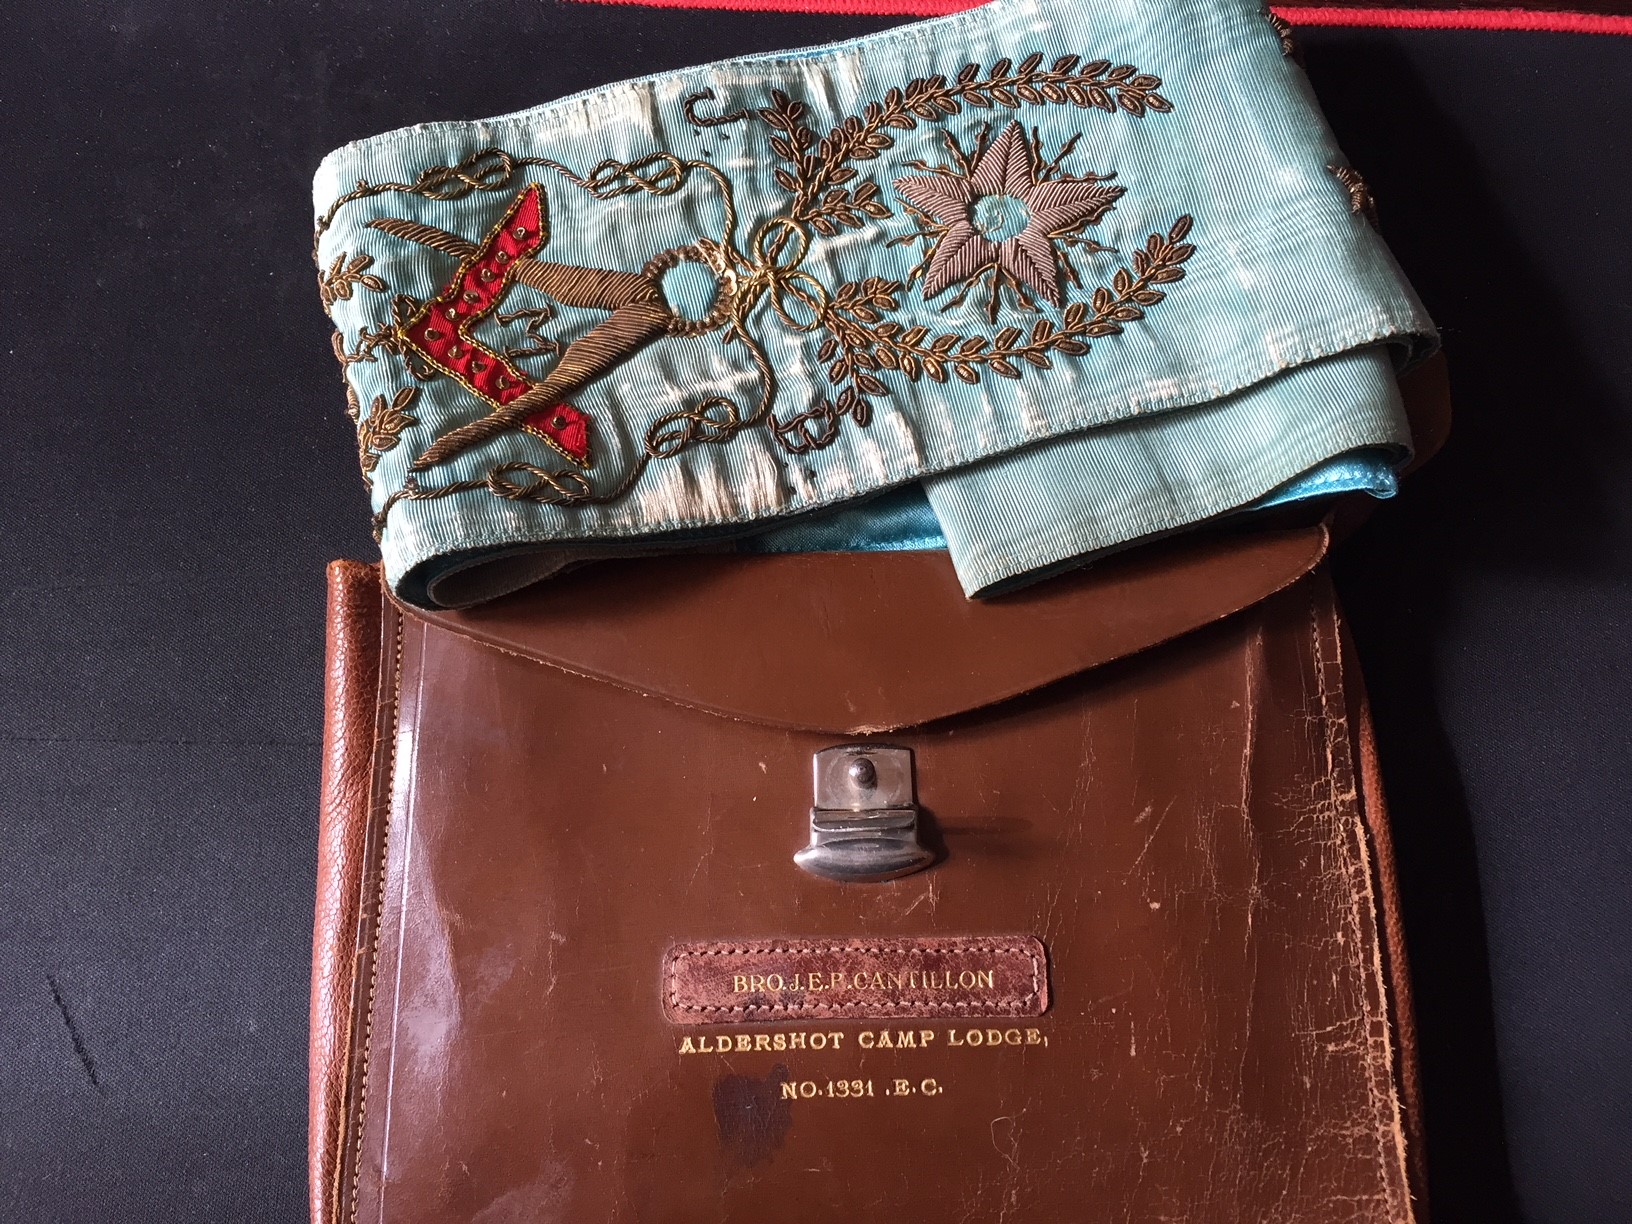 BRO.J.E.P.CANTILLON
ALDERSHOT CAMP LODGE,
NO.1331 .E.C.